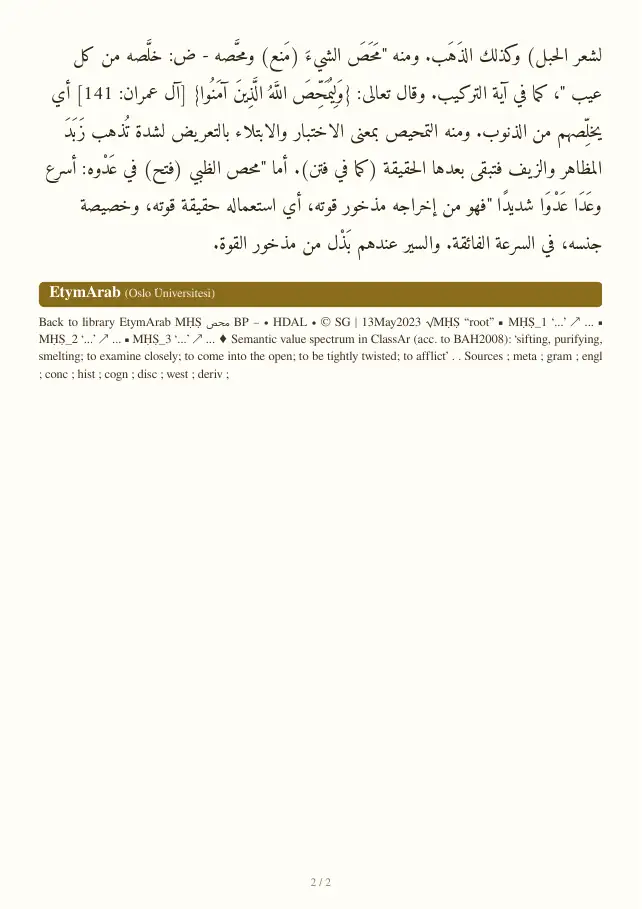 لشعر الحبل) وكذلك الذَهَب. ومنه "مَحَصَ الشيءَ (مَنع) ومحَّصه - ض: خلَّصه من كل
عيب "، كما في آية التركيب. وقال تعالى: {وَلِيُمَحِّصَ اللَّهُ الَّذِينَ آمَنُوا} [آل عمران: 141] أي
يخلِّصهم من الذنوب. ومنه التمحيص بمعنى الاختبار والابتلاء بالتعريض لشدة تُذهب زَبَدَ
المظاهر والزيف فتبقى بعدها الحقيقة (كما في فتن). أما "محص الظبي (فتح) في عَدْوه: أسرع
وعَدَا عَدْوَا شديدًا "فهو من إخراجه مذخور قوته، أي استعماله حقيقة قوته، وخصيصة
جنسه، في السرعة الفائقة. والسير عندهم بَذْل من مذخور القوة.
EtymArab (Oslo Üniversitesi)
Back to library EtymArab MḤṢ محص BP – • HDAL • © SG | 13May2023 √MḤṢ “root” ▪ MḤṢ_1 ‘...’ ↗ ... ▪
MḤṢ_2 ‘...’ ↗ ... ▪ MḤṢ_3 ‘...’ ↗ ... ♦ Semantic value spectrum in ClassAr (acc. to BAH2008): ‘sifting, purifying,
smelting; to examine closely; to come into the open; to be tightly twisted; to afflict’ . . Sources ; meta ; gram ; engl
; conc ; hist ; cogn ; disc ; west ; deriv ;
2 / 2